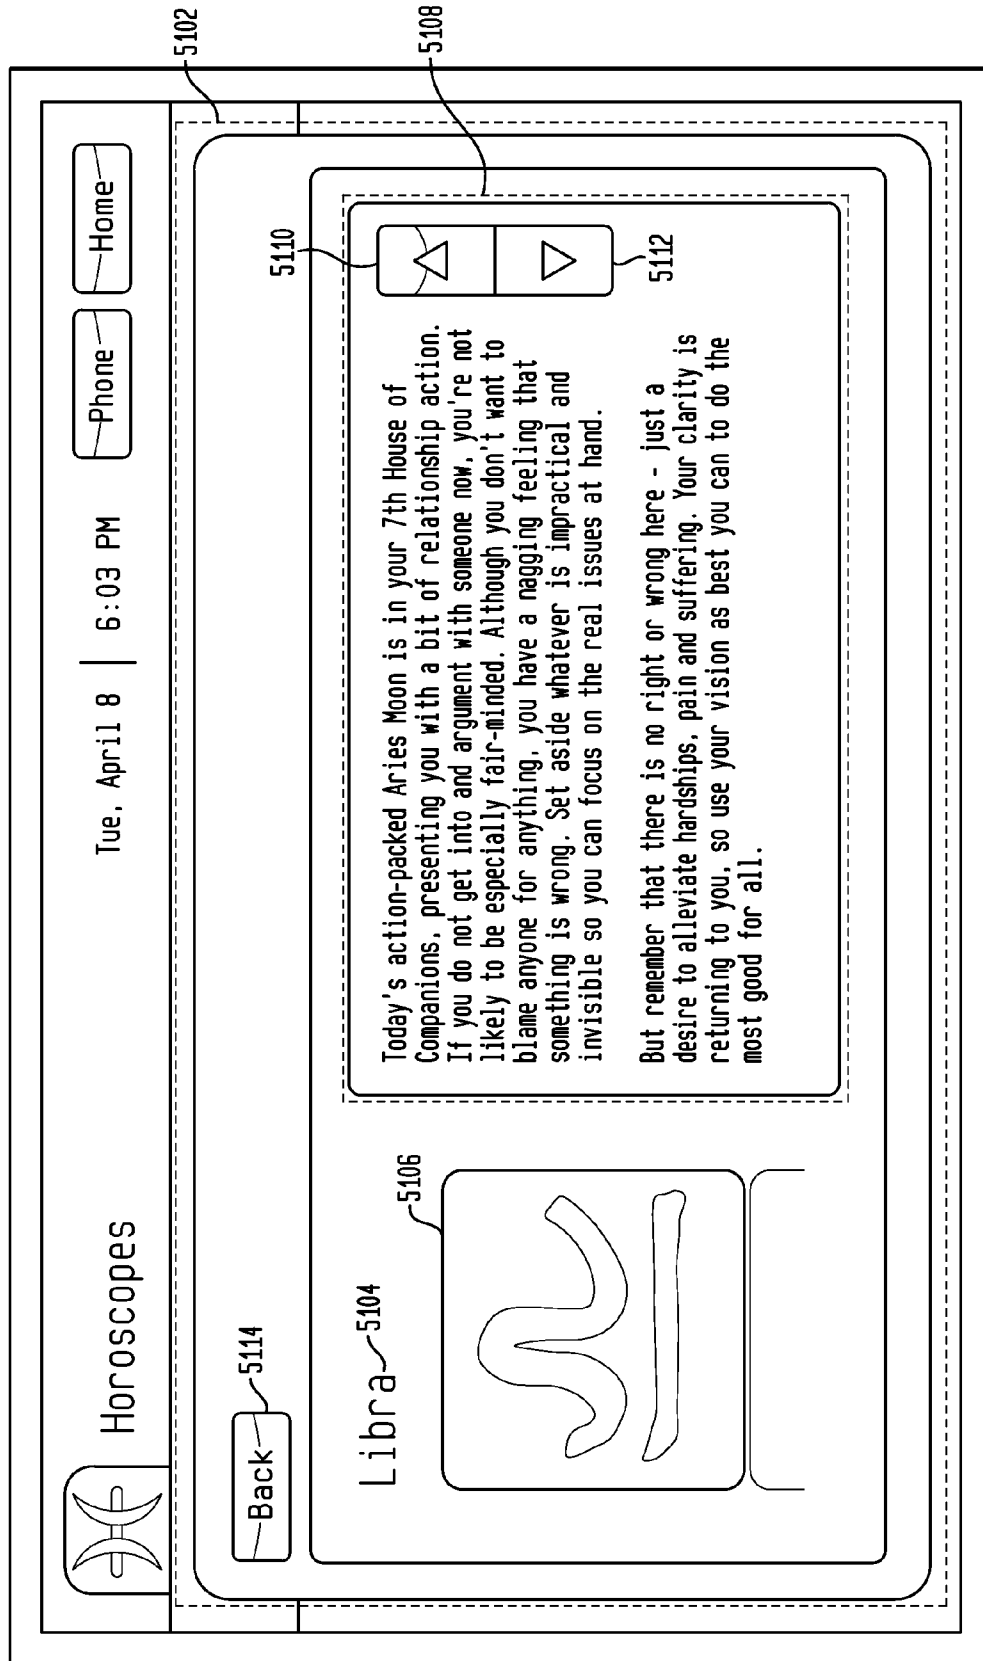 Horoscopes
Tue, April 8 | 6:03 PM
Phone
Home
5102
Back
5114
5108
Libra
5104
5106
5110
5112
Today's action-packed Aries Moon is in your 7th House of
Companions, presenting you with a bit of relationship action.
If you do not get into and argument with someone now, you're not
likely to be especially fair-minded. Although you don't want to
blame anyone for anything, you have a nagging feeling that
something is wrong. Set aside whatever is impractical and
invisible so you can focus on the real issues at hand.
But remember that there is no right or wrong here - just a
desire to alleviate hardships, pain and suffering. Your clarity is
returning to you, so use your vision as best you can to do the
most good for all.